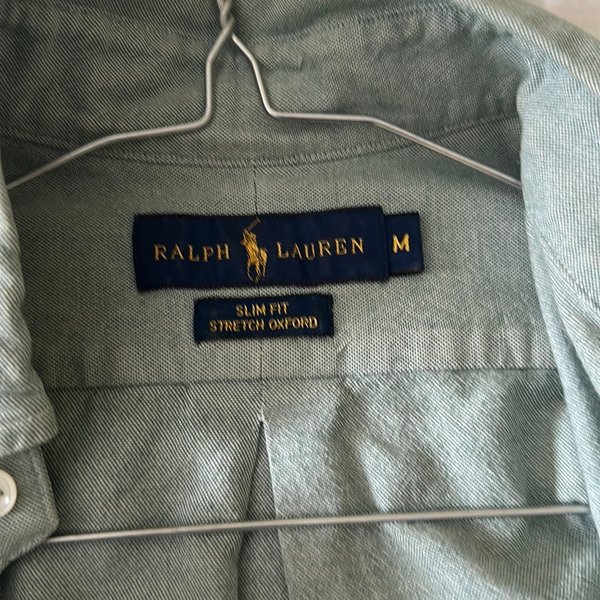 RALPH LAUREN M
SLIM FIT
STRETCH OXFORD